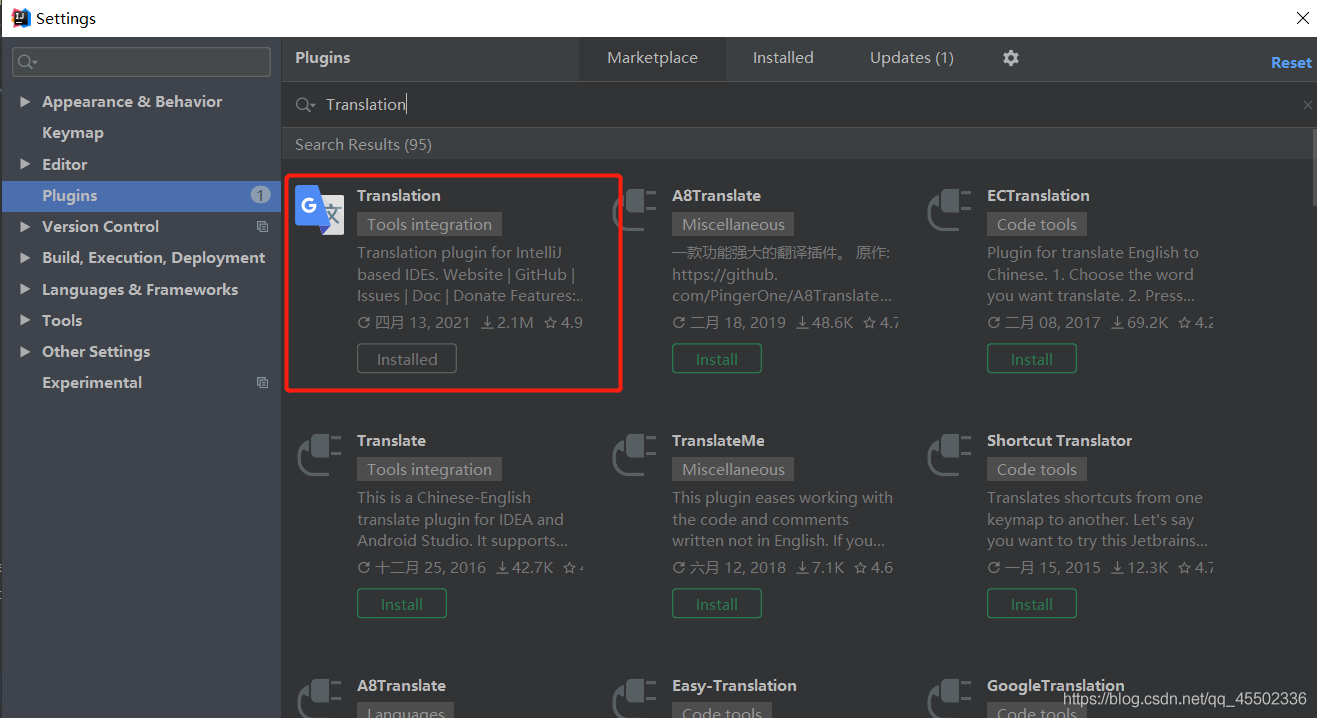 Settings
Plugins
Marketplace
Installed
Updates (1)
Reset
Appearance & Behavior
Keymap
Editor
Plugins
1
Version Control
Build, Execution, Deployment
Languages & Frameworks
Tools
Other Settings
Experimental
Translation
Search Results (95)
Translation
Tools integration
Translation plugin for IntelliJ
based IDEs. Website | GitHub |
Issues | Doc | Donate Features:..
四月 13, 2021 2.1M 4.9
Installed
A8Translate
Miscellaneous
一款功能强大的翻译插件。 原作:
https://github.
com/PingerOne/A8Translate...
二月 18, 2019 48.6K 4.7
Install
ECTranslation
Code tools
Plugin for translate English to
Chinese. 1. Choose the word
you want translate. 2. Press...
二月 08, 2017 69.2K 4.2
Install
Translate
Tools integration
This is a Chinese-English
translate plugin for IDEA and
Android Studio. It supports...
十二月 25, 2016 42.7K
Install
TranslateMe
Miscellaneous
This plugin eases working with
the code and comments
written not in English. If you...
六月 12, 2018 7.1K 4.6
Install
Shortcut Translator
Code tools
Translates shortcuts from one
keymap to another. Let's say
you want to try this Jetbrains...
一月 15, 2015 12.3K 4.7
Install
A8Translate
Languages
Easy-Translation
Code tools
GoogleTranslation
Code tools
https://blog.csdn.net/qq_45502336